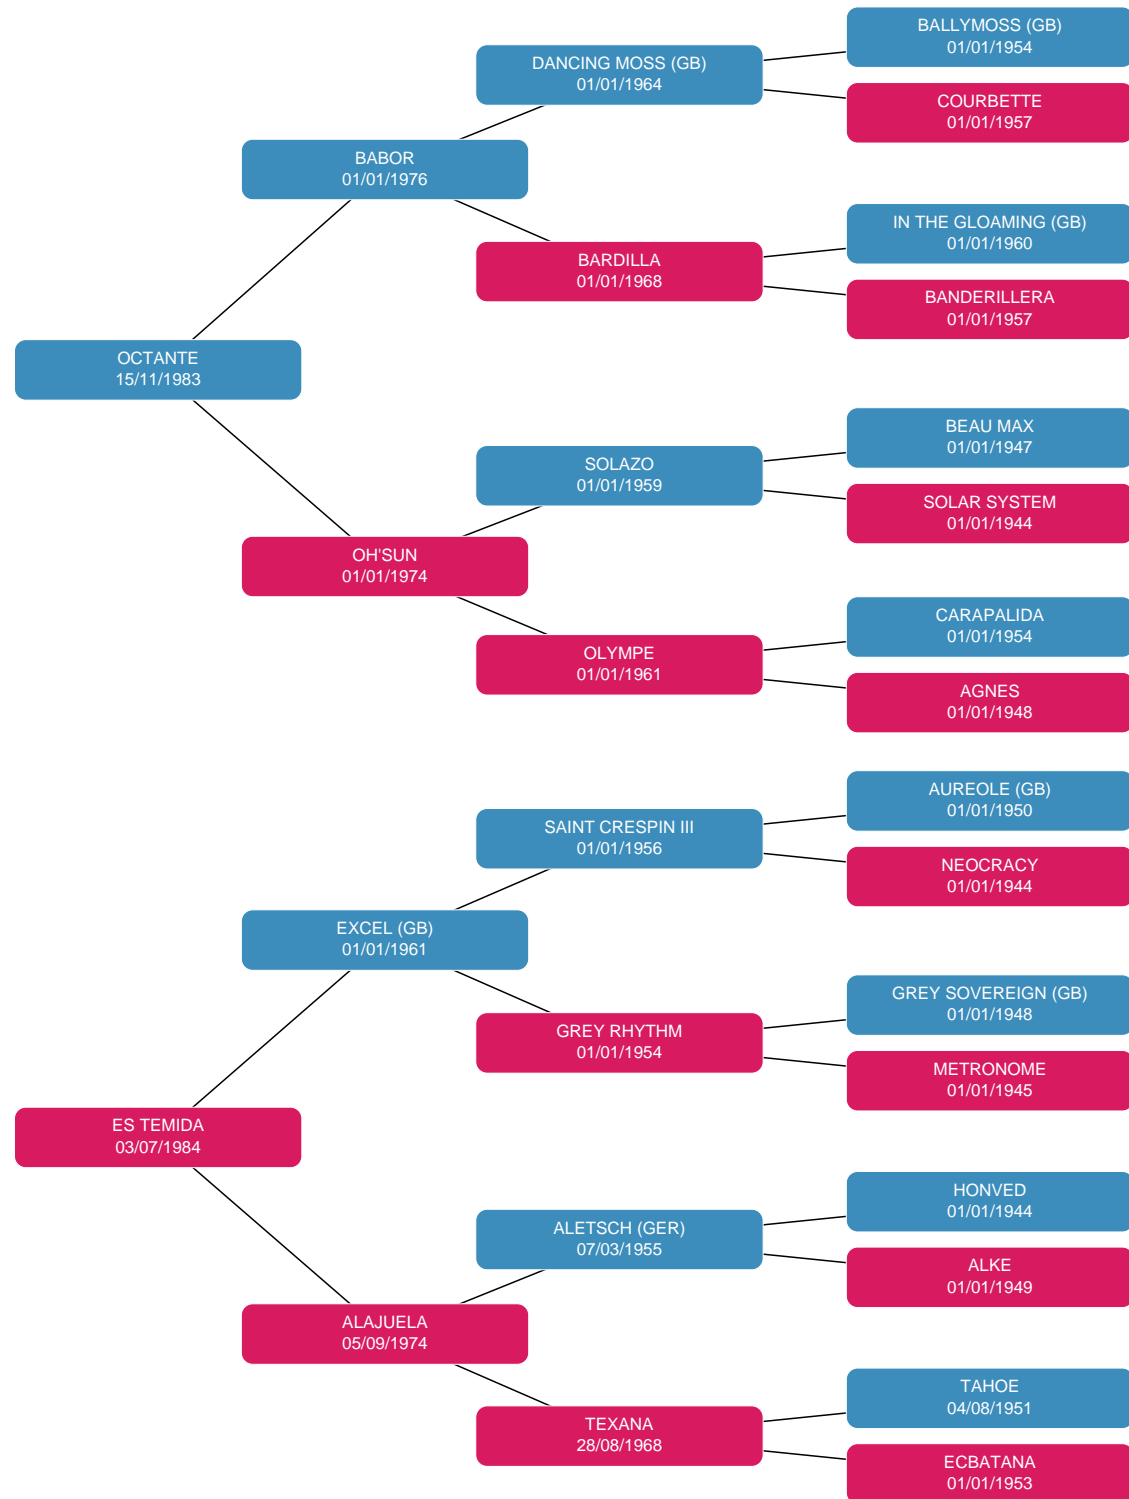 BALLYMOSS (GB)
01/01/1954
DANCING MOSS (GB)
01/01/1964
COURBETTE
01/01/1957
BABOR
01/01/1976
IN THE GLOAMING (GB)
01/01/1960
BARDILLA
01/01/1968
BANDERILLERA
01/01/1957
OCTANTE
15/11/1983
BEAU MAX
01/01/1947
SOLAZO
01/01/1959
SOLAR SYSTEM
01/01/1944
OH'SUN
01/01/1974
CARAPALIDA
01/01/1954
OLYMPE
01/01/1961
AGNES
01/01/1948
AUREOLE (GB)
01/01/1950
SAINT CRESPIN III
01/01/1956
NEOCRACY
01/01/1944
EXCEL (GB)
01/01/1961
GREY SOVEREIGN (GB)
01/01/1948
GREY RHYTHM
01/01/1954
METRONOME
01/01/1945
ES TEMIDA
03/07/1984
HONVED
01/01/1944
ALETSCH (GER)
07/03/1955
ALKE
01/01/1949
ALAJUELA
05/09/1974
TAHOE
04/08/1951
TEXANA
28/08/1968
ECBATANA
01/01/1953